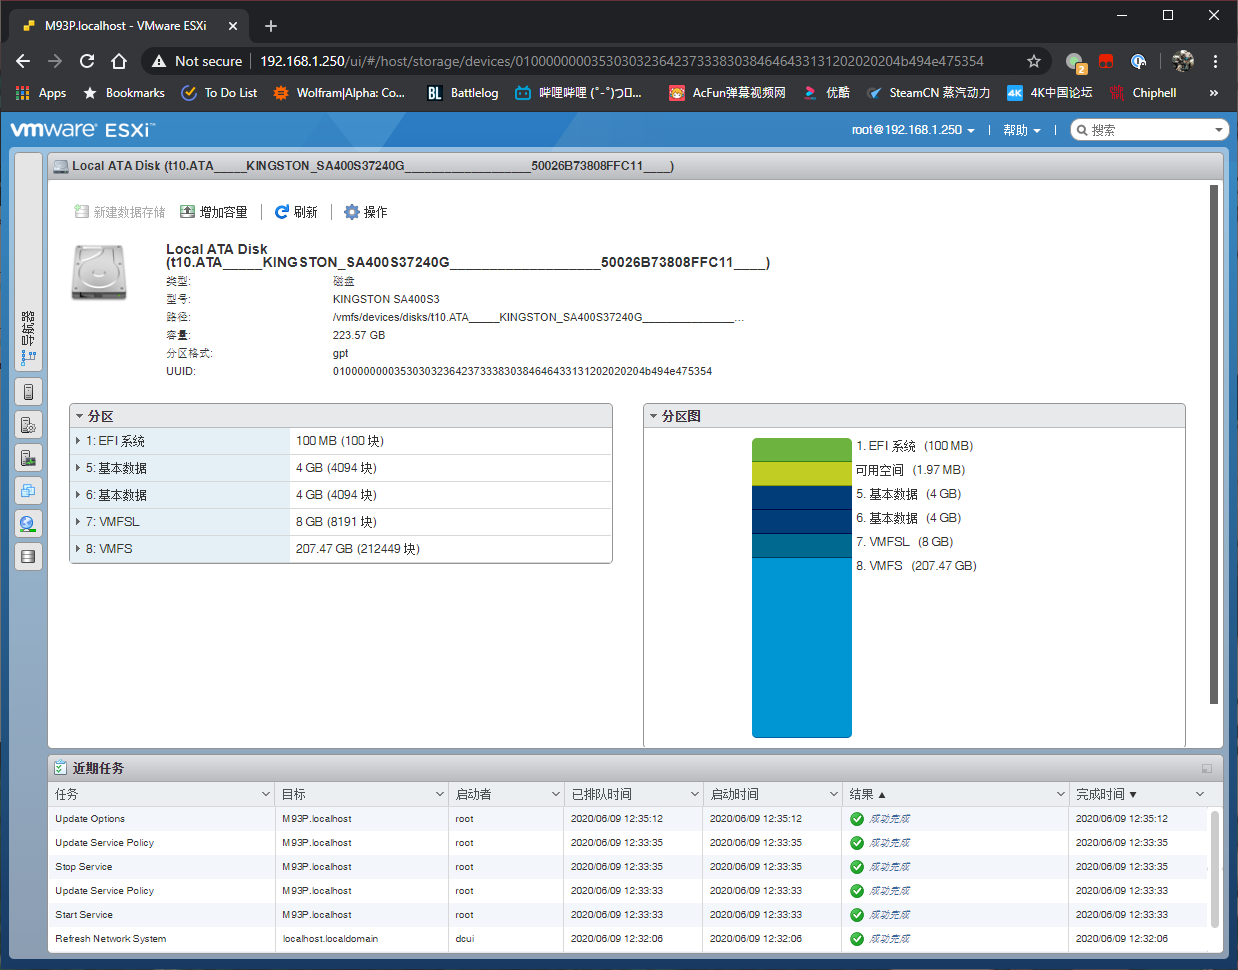 M93P.localhost - VMware ESXi
Not secure 192.168.1.250/ui/#/host/storage/devices/0100000000353030323642373338303846464331312020202020204b494e475354
2
Apps Bookmarks To Do List Wolfram|Alpha: Co... BL Battlelog 哔哩哔哩 (゜-゜)つロ... AcFun弹幕视频网 优酷 SteamCN 蒸汽动力 4K 4K中国论坛 Chiphell »
vmware ESXi
root@192.168.1.250 | 帮助 | 搜索
导航器
Local ATA Disk (t10.ATA_____KINGSTON_SA400S37240G___________________50026B73808FFC11____)
新建数据存储 增加容量 刷新 操作
Local ATA Disk
(t10.ATA_____KINGSTON_SA400S37240G___________________50026B73808FFC11____)
类型: 磁盘
型号: KINGSTON SA400S3
路径: /vmfs/devices/disks/t10.ATA_____KINGSTON_SA400S37240G_______________...
容量: 223.57 GB
分区格式: gpt
UUID: 0100000000353030323642373338303846464331312020202020204b494e475354
分区
1: EFI 系统 100 MB (100 块)
5: 基本数据 4 GB (4094 块)
6: 基本数据 4 GB (4094 块)
7: VMFSL 8 GB (8191 块)
8: VMFS 207.47 GB (212449 块)
分区图
1. EFI 系统 (100 MB)
可用空间 (1.97 MB)
5. 基本数据 (4 GB)
6. 基本数据 (4 GB)
7. VMFSL (8 GB)
8. VMFS (207.47 GB)
近期任务
任务 目标 启动者 已排队时间 启动时间 结果 ▲ 完成时间 ▼
Update Options M93P.localhost root 2020/06/09 12:35:12 2020/06/09 12:35:12 成功完成 2020/06/09 12:35:12
Update Service Policy M93P.localhost root 2020/06/09 12:33:35 2020/06/09 12:33:35 成功完成 2020/06/09 12:33:35
Stop Service M93P.localhost root 2020/06/09 12:33:35 2020/06/09 12:33:35 成功完成 2020/06/09 12:33:35
Update Service Policy M93P.localhost root 2020/06/09 12:33:33 2020/06/09 12:33:33 成功完成 2020/06/09 12:33:33
Start Service M93P.localhost root 2020/06/09 12:33:33 2020/06/09 12:33:33 成功完成 2020/06/09 12:33:33
Refresh Network System localhost.localdomain dcui 2020/06/09 12:32:06 2020/06/09 12:32:06 成功完成 2020/06/09 12:32:06